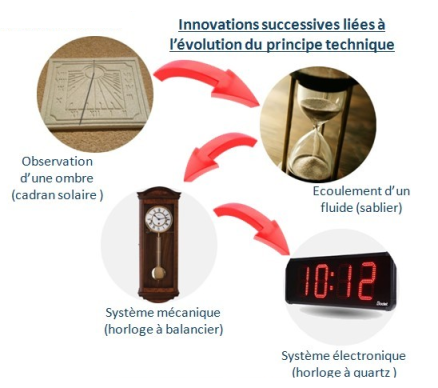 Innovations successives liées à
l'évolution du principe technique
Observation
d'une ombre
(cadran solaire )
Ecoulement d'un
fluide (sablier)
Système mécanique
(horloge à balancier)
10:12
Système électronique
(horloge à quartz )